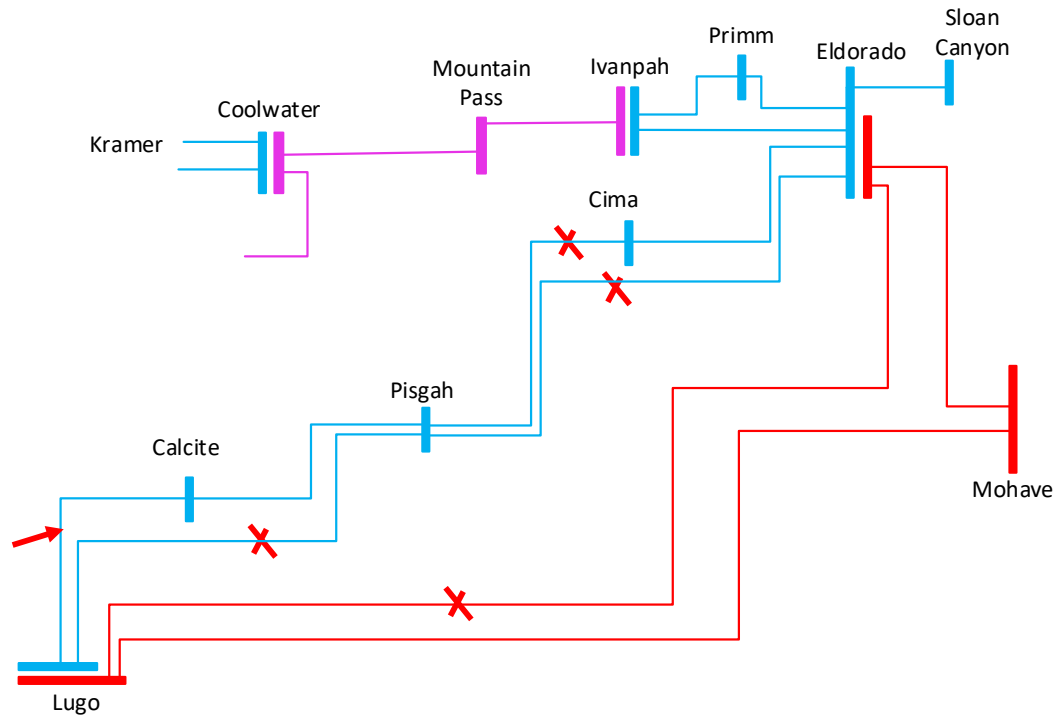 Sloan
Canyon
Primm
Eldorado
Ivanpah
Mountain
Pass
Coolwater
Kramer
Cima
Pisgah
Calcite
Mohave
Lugo